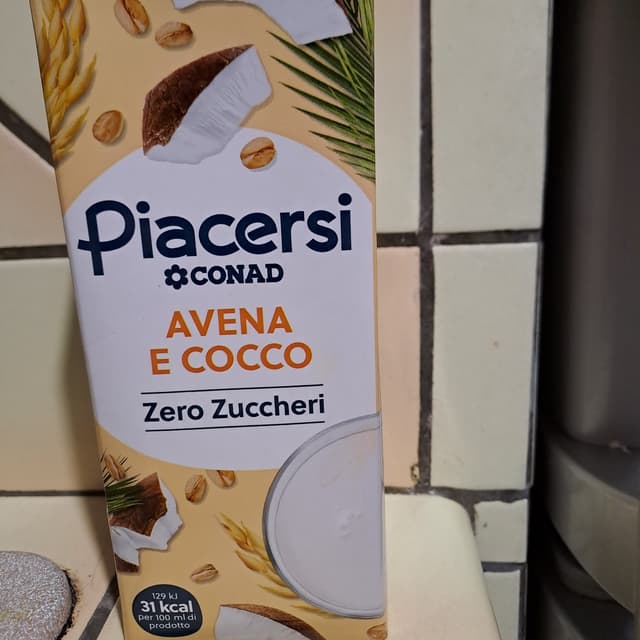 Piacersi
CONAD
AVENA
E COCCO
Zero Zuccheri
129 kJ
31 kcal
per 100 ml di
prodotto